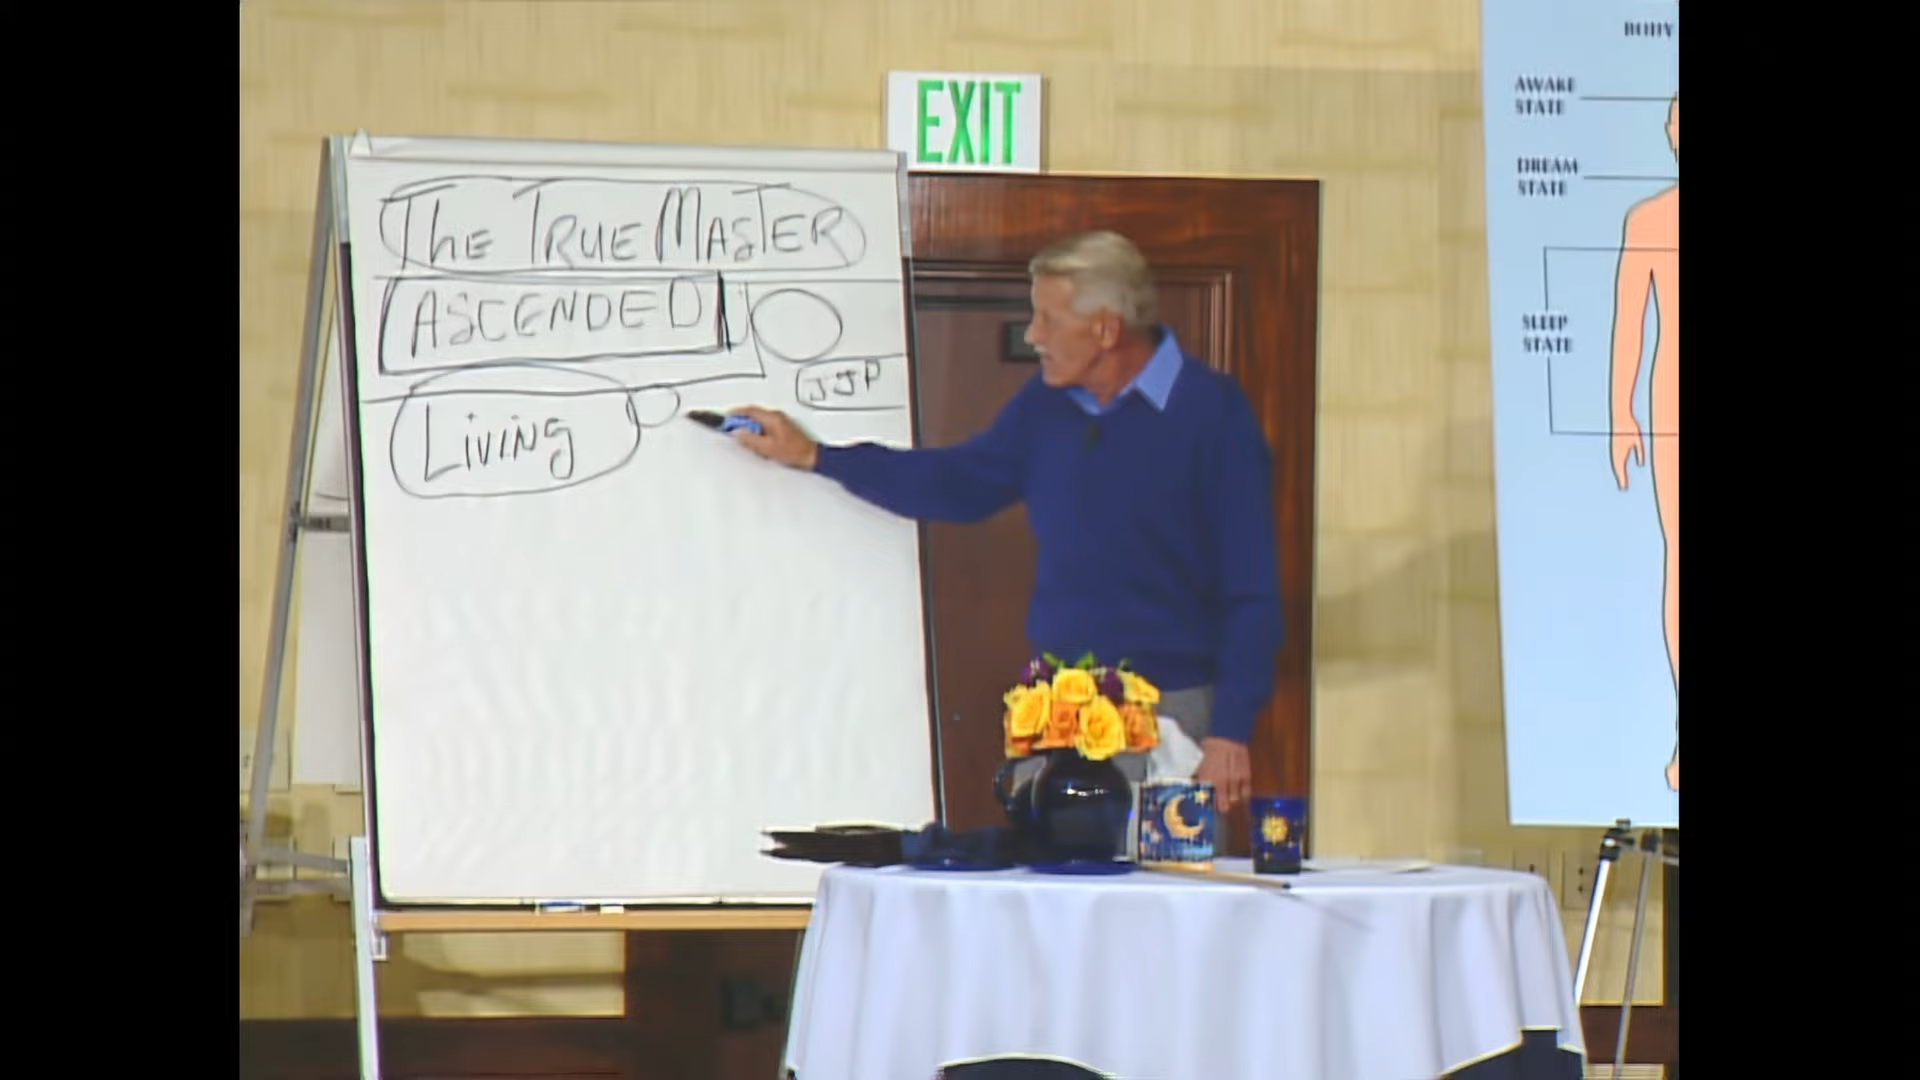 EXIT
The TRUE MASTER
ASCENDED
JJP
LiviNg
BODY
AWAKE
STATE
DREAM
STATE
SLEEP
STATE